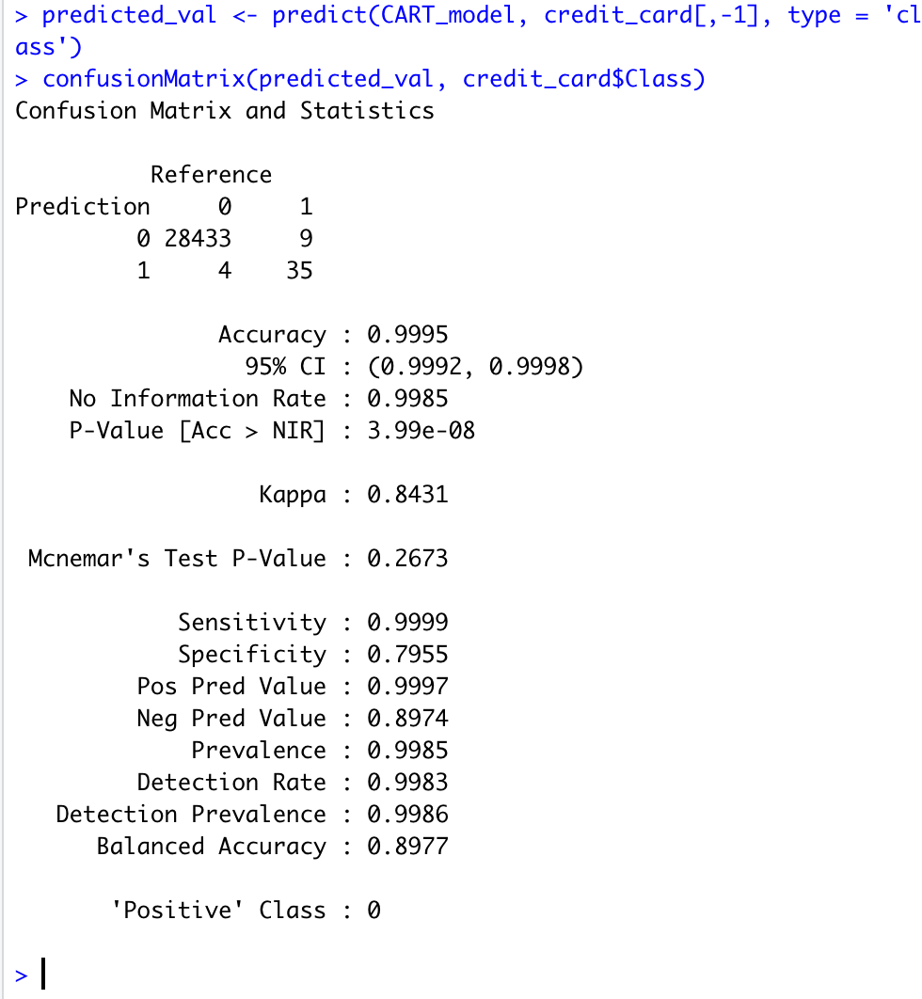 > predicted_val <- predict(CART_model, credit_card[,-1], type = 'cl
ass')
> confusionMatrix(predicted_val, credit_card$Class)
Confusion Matrix and Statistics

          Reference
Prediction     0     1
         0 28433     9
         1     4    35

               Accuracy : 0.9995
                 95% CI : (0.9992, 0.9998)
    No Information Rate : 0.9985
    P-Value [Acc > NIR] : 3.99e-08

                  Kappa : 0.8431

 Mcnemar's Test P-Value : 0.2673

            Sensitivity : 0.9999
            Specificity : 0.7955
         Pos Pred Value : 0.9997
         Neg Pred Value : 0.8974
             Prevalence : 0.9985
         Detection Rate : 0.9983
   Detection Prevalence : 0.9986
      Balanced Accuracy : 0.8977

       'Positive' Class : 0

>